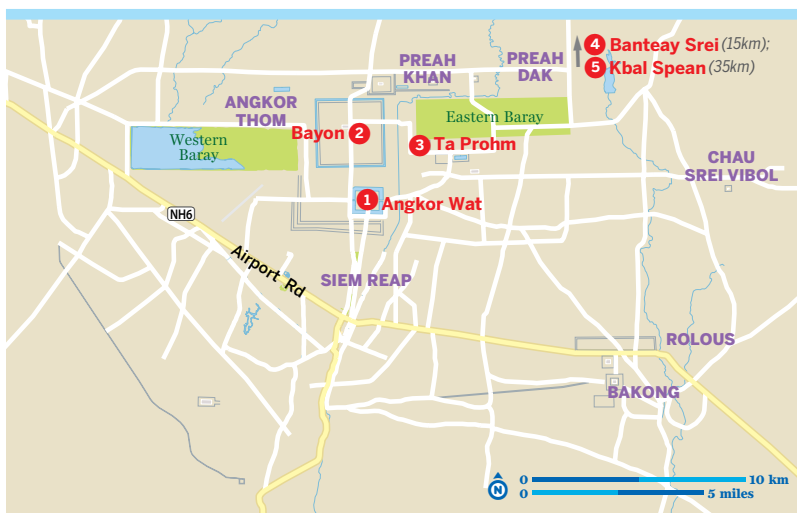 4 Banteay Srei (15km);
5 Kbal Spean (35km)
PREAH
KHAN
PREAH
DAK
ANGKOR
THOM
Eastern Baray
Western
Baray
Bayon 2
3 Ta Prohm
CHAU
SREI VIBOL
1 Angkor Wat
NH6
Airport Rd
SIEM REAP
ROLOUS
BAKONG
N
0 10 km
0 5 miles